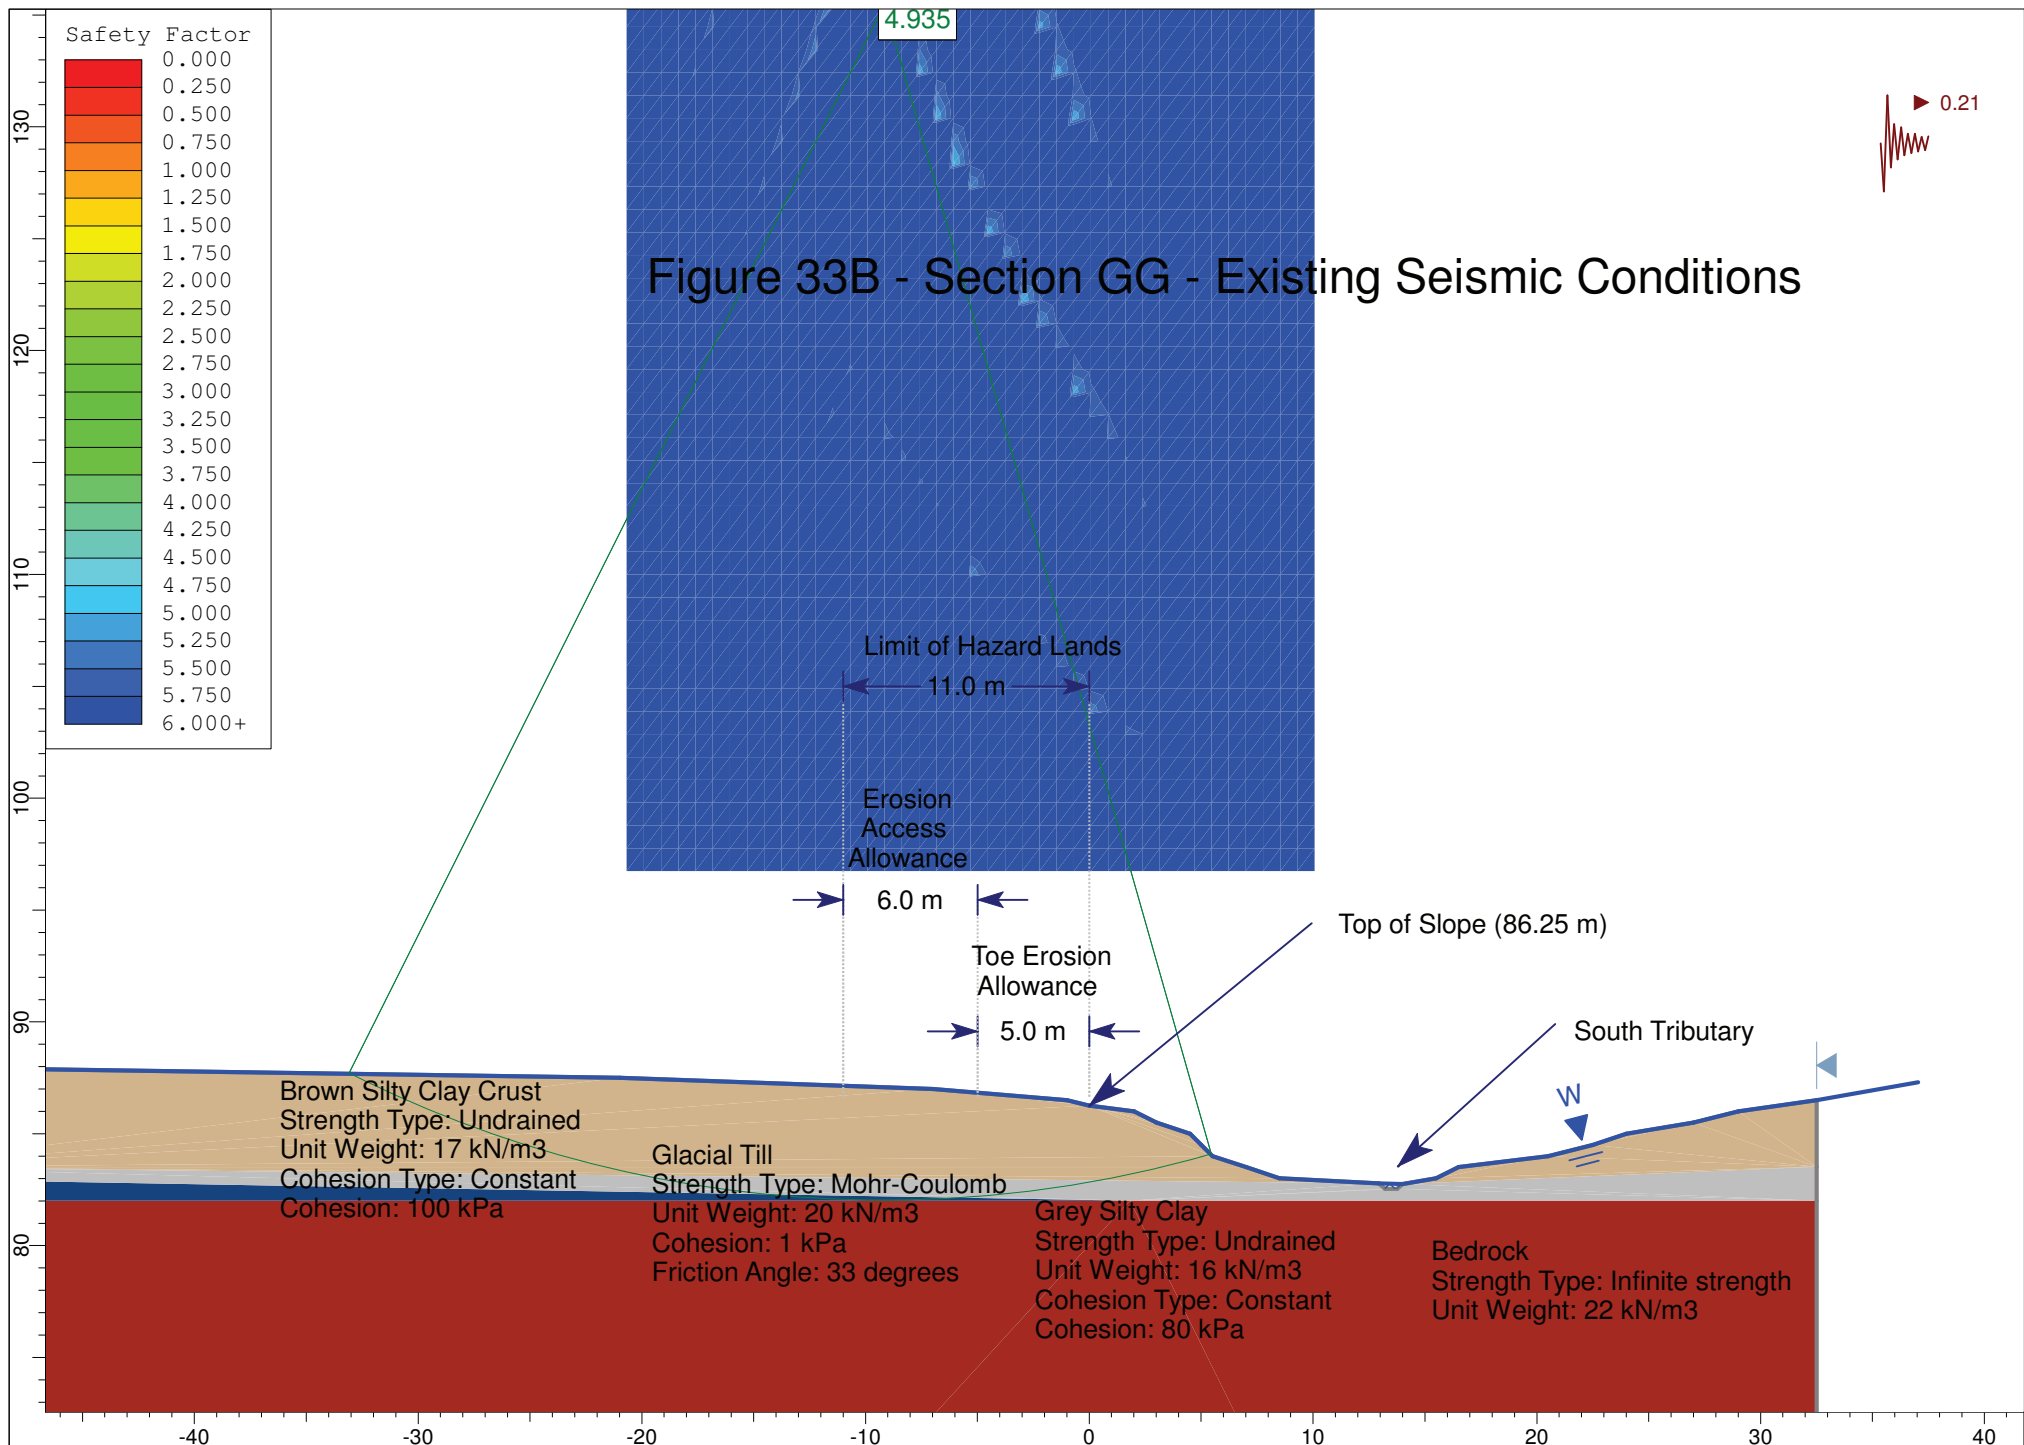 Safety Factor
0.000
0.250
0.500
0.750
1.000
1.250
1.500
1.750
2.000
2.250
2.500
2.750
3.000
3.250
3.500
3.750
4.000
4.250
4.500
4.750
5.000
5.250
5.500
5.750
6.000+
4.935
0.21
Figure 33B - Section GG - Existing Seismic Conditions
Limit of Hazard Lands
11.0 m
Erosion
Access
Allowance
6.0 m
Toe Erosion
Allowance
5.0 m
Top of Slope (86.25 m)
South Tributary
W
Brown Silty Clay Crust
Strength Type: Undrained
Unit Weight: 17 kN/m3
Cohesion Type: Constant
Cohesion: 100 kPa
Glacial Till
Strength Type: Mohr-Coulomb
Unit Weight: 20 kN/m3
Cohesion: 1 kPa
Friction Angle: 33 degrees
Grey Silty Clay
Strength Type: Undrained
Unit Weight: 16 kN/m3
Cohesion Type: Constant
Cohesion: 80 kPa
Bedrock
Strength Type: Infinite strength
Unit Weight: 22 kN/m3
130
120
110
100
90
80
-40
-30
-20
-10
0
10
20
30
40